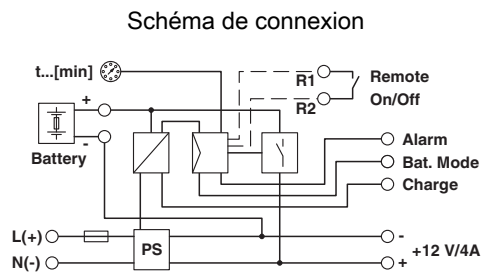 Schéma de connexion
t...[min]
R1
Remote
On/Off
R2
+
-
Battery
Alarm
Bat. Mode
Charge
L(+)
PS
-
+12 V/4A
N(-)
+